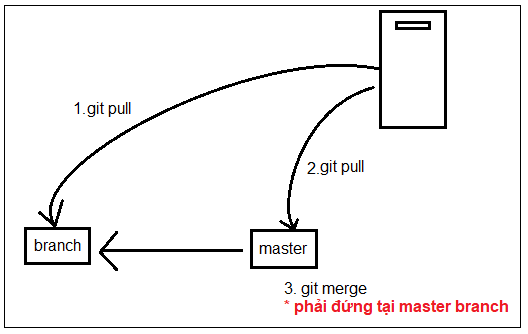 1.git pull
2.git pull
branch
master
3. git merge
* phải đứng tại master branch